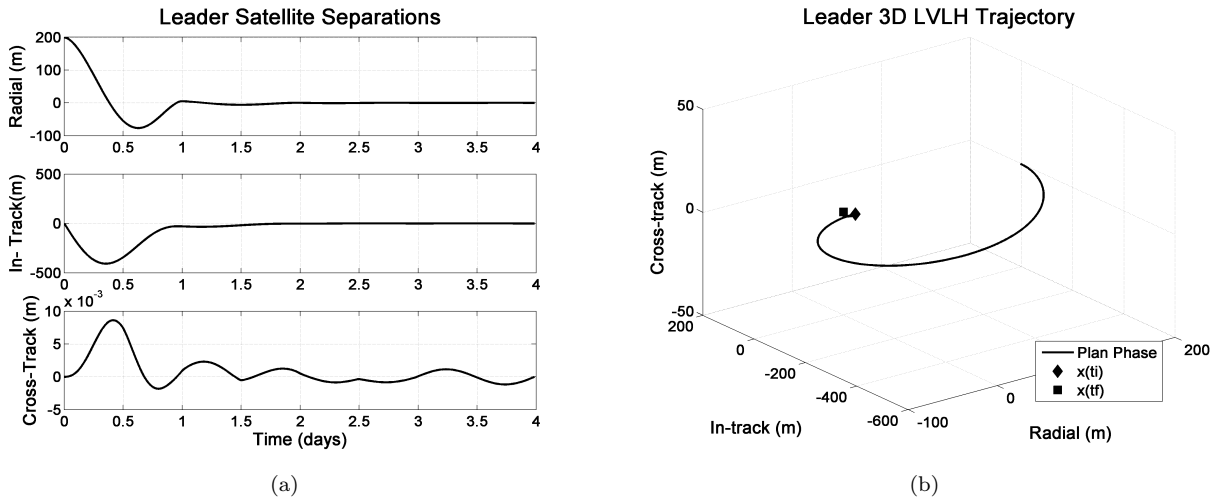 Leader Satellite Separations
200
100
0
-100
Radial (m)
0 0.5 1 1.5 2 2.5 3 3.5 4
500
0
-500
In- Track(m)
0 0.5 1 1.5 2 2.5 3 3.5 4
x 10^-3
10
5
0
-5
Cross-Track (m)
0 0.5 1 1.5 2 2.5 3 3.5 4
Time (days)
(a)
Leader 3D LVLH Trajectory
50
0
-50
Cross-track (m)
200
0
-200
-400
-600
In-track (m)
-100
0
200
Radial (m)
Plan Phase
x(ti)
x(tf)
(b)